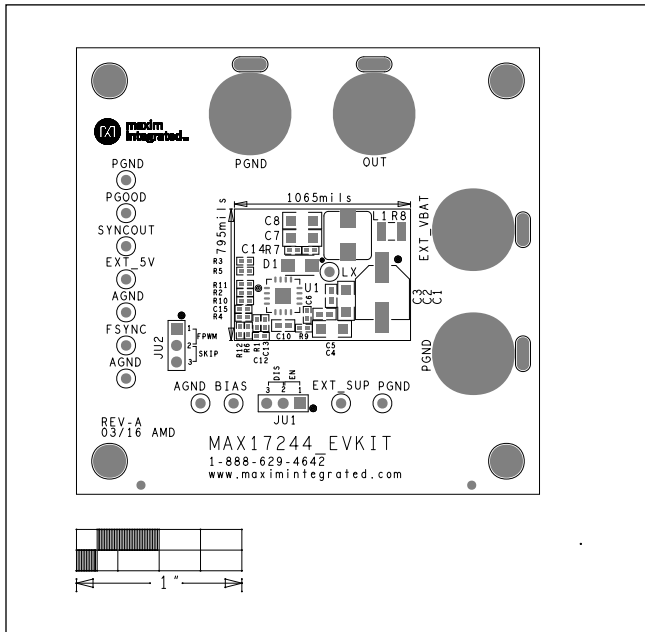 maxim
integrated™
PGND
OUT
PGND
PGOOD
SYNCOUT
EXT_5V
AGND
FSYNC
AGND
1065mils
795mils
C8
C7
R7
C14
D1
L1 R8
EXT_VBAT
R3
R5
R11
R2
R10
C15
R4
U1
LX
C6
C3
C2
C1
R12
R6
R1
C12
C13
C10
R9
C5
C4
JU2
1
2
3
FPWM
SKIP
PGND
AGND BIAS
DIS
EN
3 2 1
JU1
EXT_SUP PGND
REV-A
03/16 AMD
MAX17244_EVKIT
1-888-629-4642
www.maximintegrated.com
1"